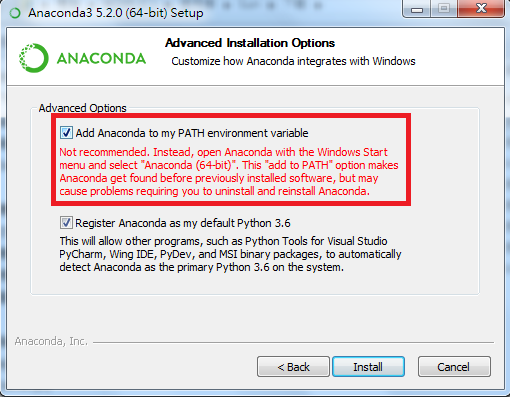 Anaconda3 5.2.0 (64-bit) Setup
ANACONDA
Advanced Installation Options
Customize how Anaconda integrates with Windows
Advanced Options
Add Anaconda to my PATH environment variable
Not recommended. Instead, open Anaconda with the Windows Start
menu and select "Anaconda (64-bit)". This "add to PATH" option makes
Anaconda get found before previously installed software, but may
cause problems requiring you to uninstall and reinstall Anaconda.
Register Anaconda as my default Python 3.6
This will allow other programs, such as Python Tools for Visual Studio
PyCharm, Wing IDE, PyDev, and MSI binary packages, to automatically
detect Anaconda as the primary Python 3.6 on the system.
Anaconda, Inc.
< Back
Install
Cancel